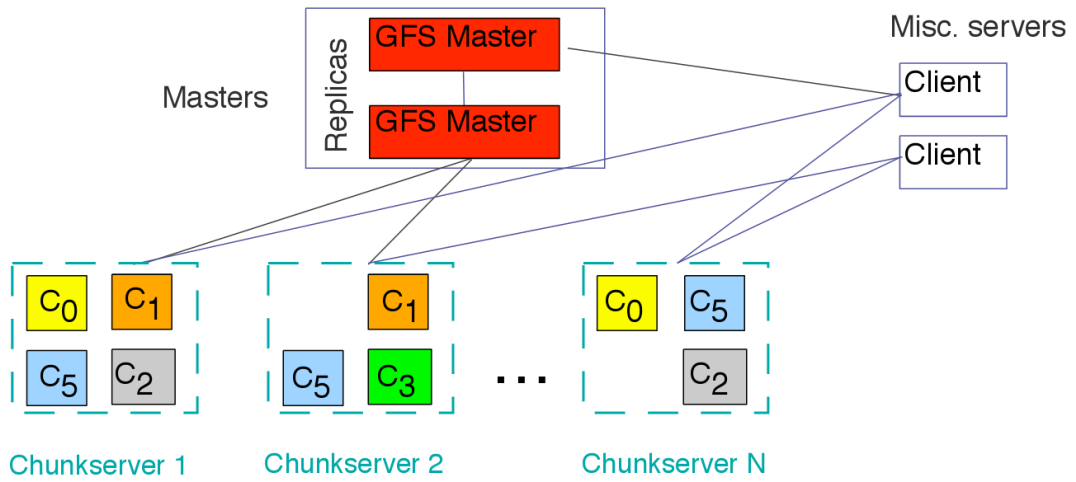 Misc. servers
Masters
Replicas
GFS Master
GFS Master
Client
Client
C0 C1
C5 C2
C1
C5 C3
...
C0 C5
C2
Chunkserver 1
Chunkserver 2
Chunkserver N